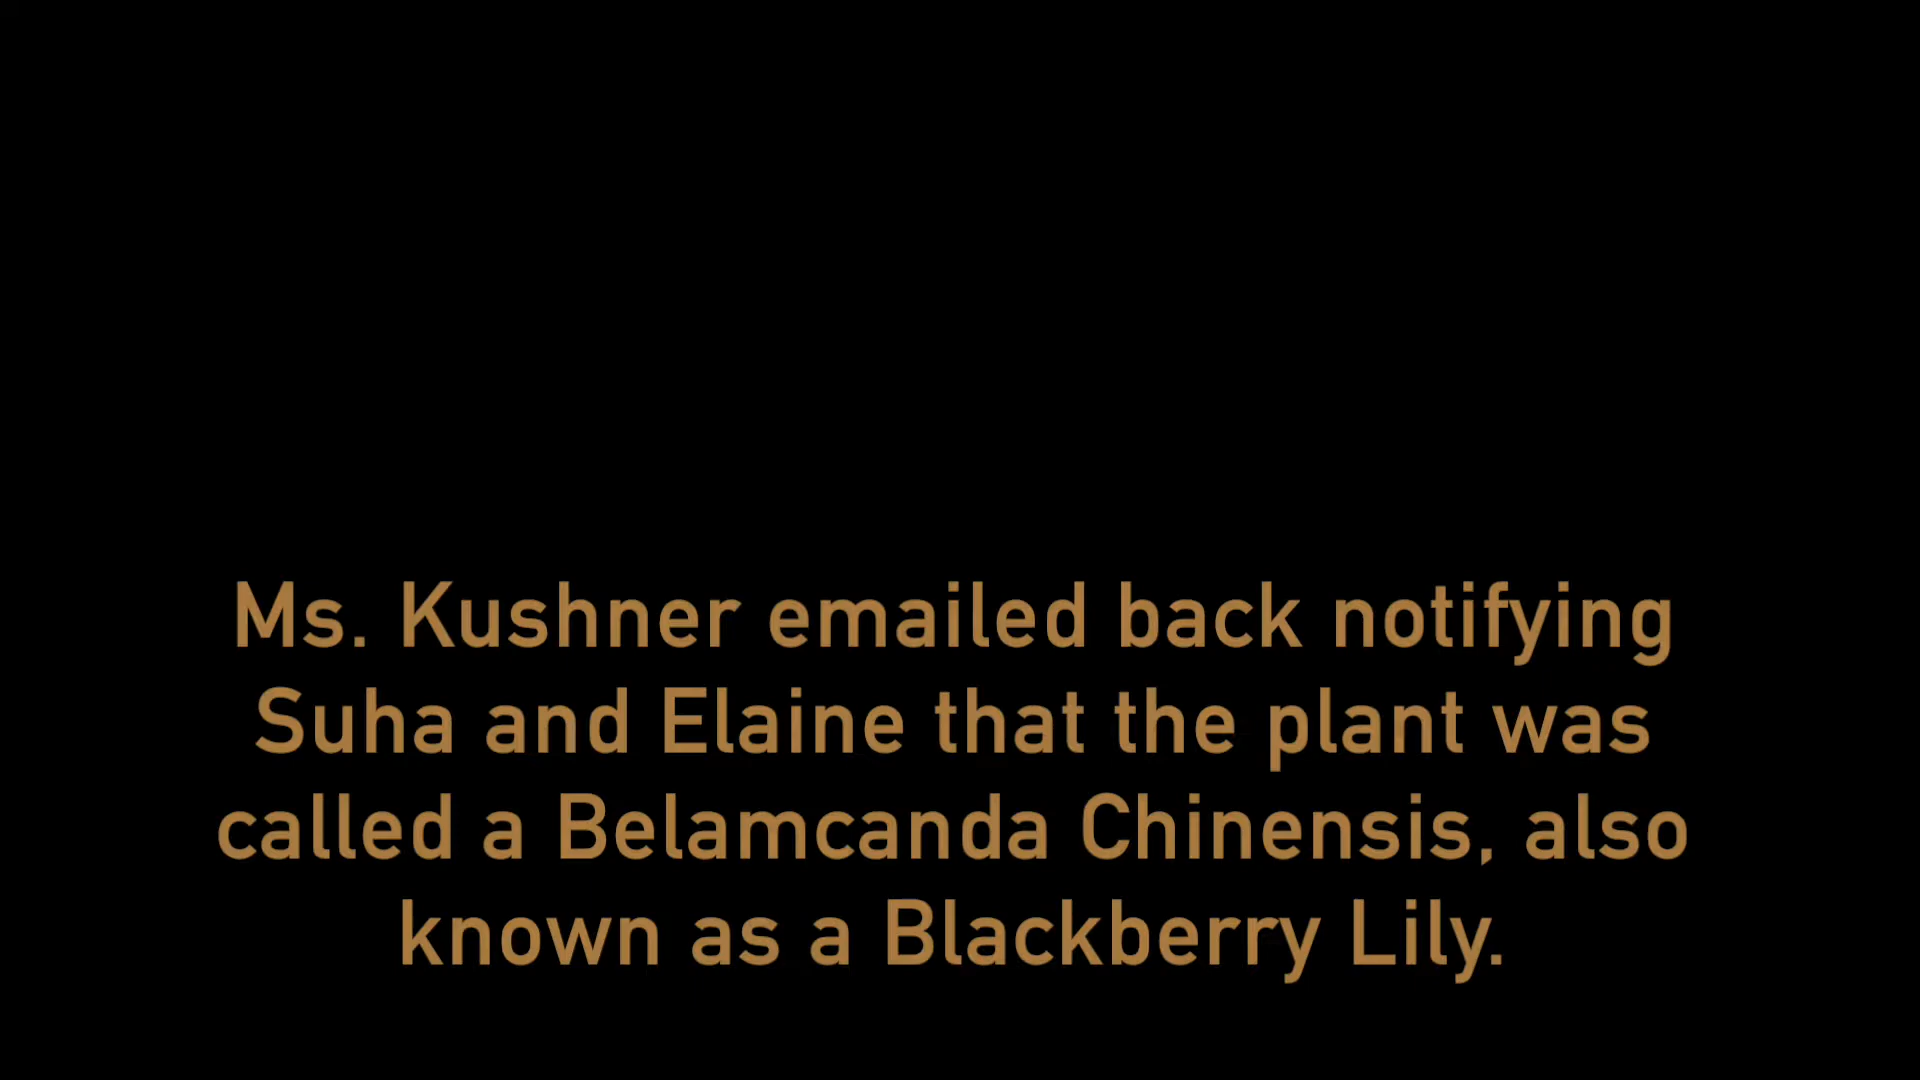 Ms. Kushner emailed back notifying
Suha and Elaine that the plant was
called a Belamcanda Chinensis, also
known as a Blackberry Lily.